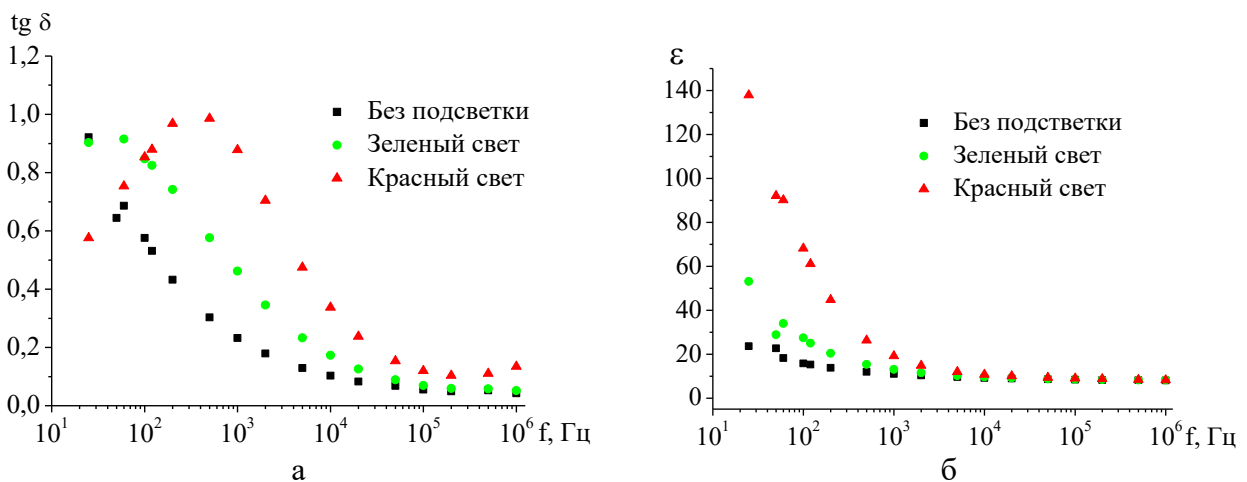 tg δ
1,2
1,0
0,8
0,6
0,4
0,2
0,0
10¹ 10² 10³ 10⁴ 10⁵ 10⁶ f, Гц
Без подсветки
Зеленый свет
Красный свет
а
ε
140
120
100
80
60
40
20
0
10¹ 10² 10³ 10⁴ 10⁵ 10⁶ f, Гц
Без подстветки
Зеленый свет
Красный свет
б